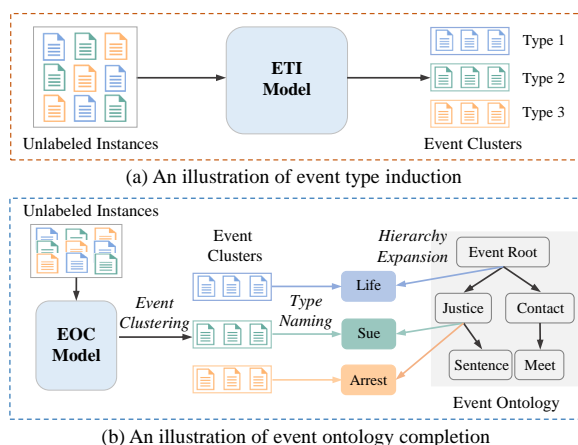 ETI
Model
Type 1
Type 2
Type 3
Unlabeled Instances
Event Clusters
(a) An illustration of event type induction
Unlabeled Instances
EOC
Model
Event
Clustering
Event
Clusters
Type
Naming
Life
Sue
Arrest
Hierarchy
Expansion
Event Root
Justice
Contact
Sentence
Meet
Event Ontology
(b) An illustration of event ontology completion